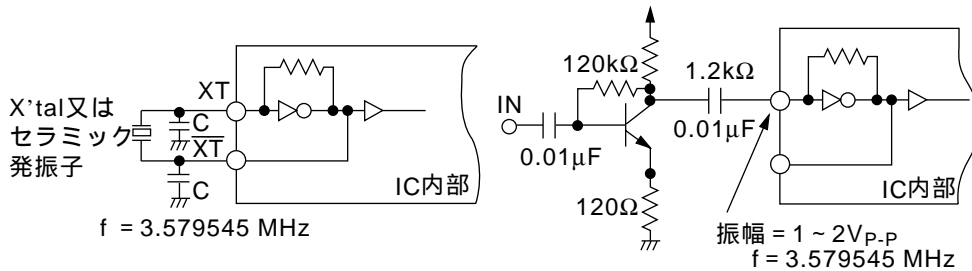 XT
X’tal又は
セラミック
発振子
C
XT
C
IC内部
f = 3.579545 MHz
120kΩ
1.2kΩ
IN
0.01μF
0.01μF
120Ω
IC内部
振幅 = 1 ~ 2VP-P
f = 3.579545 MHz